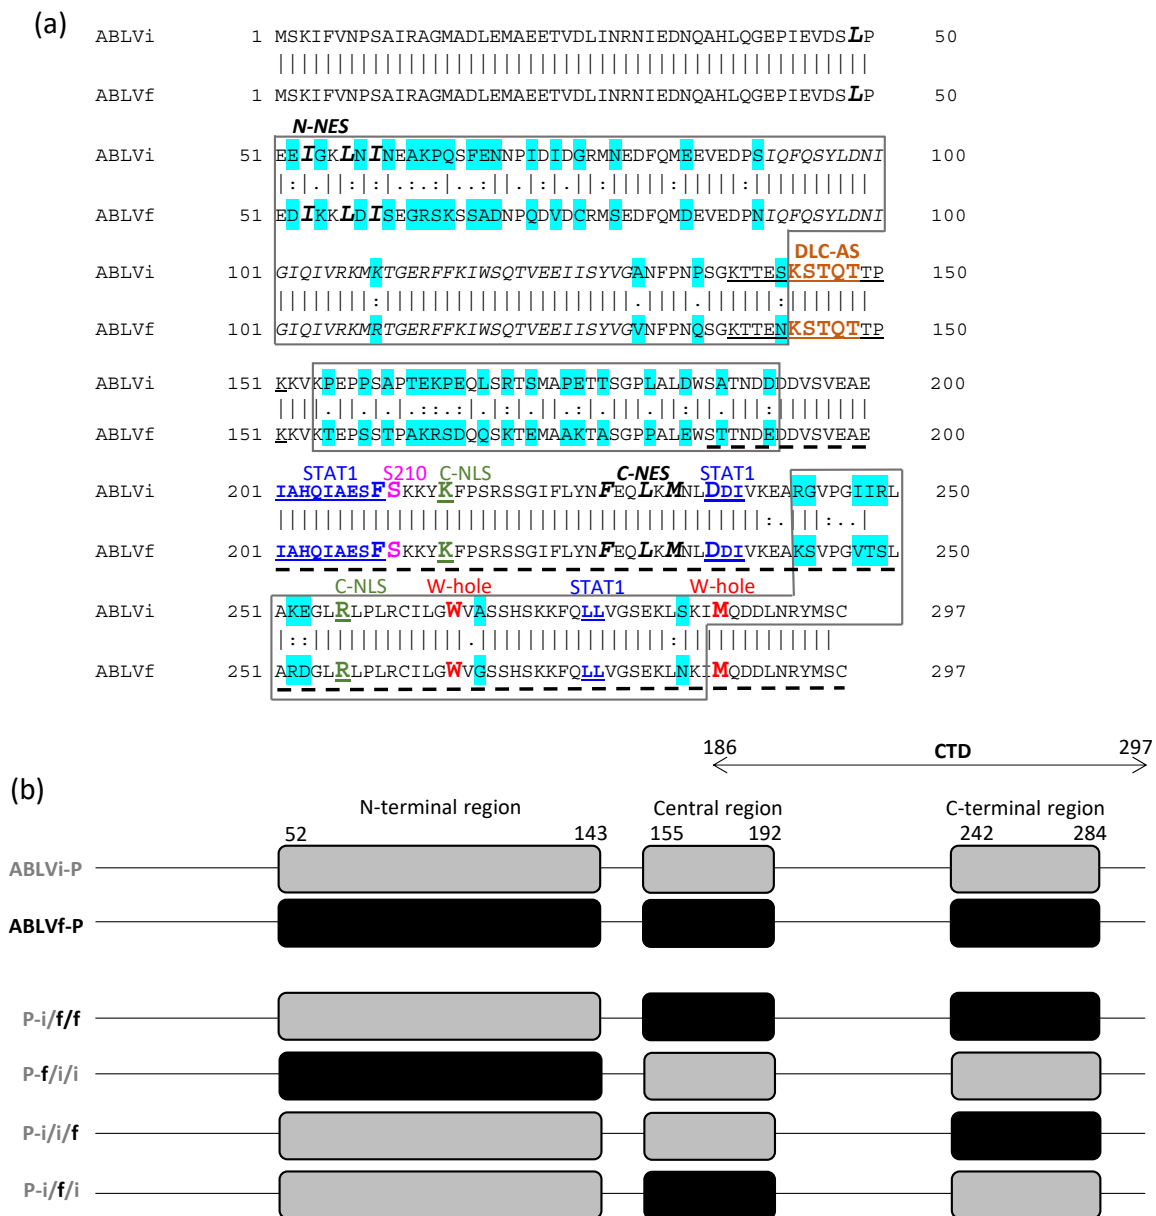 (a)
ABLVi 1 MSKIFVNPSAIRAGMADLEMAEETVDLINRNIEDNQAHLQGEPIEVDSLP 50
||||||||||||||||||||||||||||||||||||||||||||||||||
ABLVf 1 MSKIFVNPSAIRAGMADLEMAEETVDLINRNIEDNQAHLQGEPIEVDSLP 50
N-NES
ABLVi 51 EEIGKLNINEAKPQSFENNPIDIDGRMNEDFQMEEVEDPSIQFQSYLDNI 100
|:|.||:|:|.:.:|..::||.|.|.||:|||||:|||||:||||||||||
ABLVf 51 EDIKKLDISEGRSKSSADNPQDVDCRMSEDFQMDEVEDPNIQFQSYLDNI 100
DLC-AS
ABLVi 101 GIQIVRKMKTGERFFKIWSQTVEEIISYVGANFPNPSGKTTESKSTQTTP 150
||||||||:|||||||||||||||||||||.||||.||||||:|||||||
ABLVf 101 GIQIVRKMRTGERFFKIWSQTVEEIISYVGVNFPNQSGKTTENKSTQTTP 150
ABLVi 151 KKVKPEPPSAPTEKPEQLSRTSMAPETTSGPLALDWSATNDDDDVSVEAE 200
||||.||.|.|.::.:|.|:|.||.:|.|||.||:||.||||:||||||||
ABLVf 151 KKVKTEPSSTPAKRSDQQSKTEMAAKTASGPPALEWSTTNDEDDVSVEAE 200
STAT1 S210 C-NLS C-NES STAT1
ABLVi 201 IAHQIAESFSKKYKFPSRSSGIFLYNFEQLKMNLDDIVKEARGVPGIIRL 250
||||||||||||||||||||||||||||||||||||||||:.|||:..|
ABLVf 201 IAHQIAESFSKKYKFPSRSSGIFLYNFEQLKMNLDDIVKEAKSVPGVTSL 250
C-NLS W-hole STAT1 W-hole
ABLVi 251 AKEGLRLPLRCILGWVASSHSKKFQLLVGSEKLSKIMQDDLNRYMSC 297
|::|||||||||||||.||||||||||||||||:|||||||||||||
ABLVf 251 ARDGLRLPLRCILGWVGSSHSKKFQLLVGSEKLNKIMQDDLNRYMSC 297
186 CTD 297
(b)
N-terminal region Central region C-terminal region
52 143 155 192 242 284
ABLVi-P
ABLVf-P
P-i/f/f
P-f/i/i
P-i/i/f
P-i/f/i